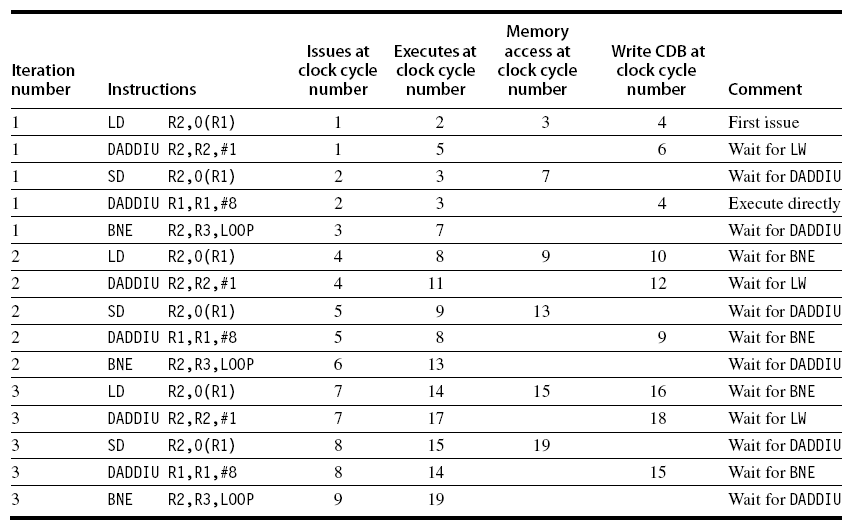 Memory
Issues at Executes at access at Write CDB at
Iteration clock cycle clock cycle clock cycle clock cycle
number Instructions number number number number Comment
1 LD R2,0(R1) 1 2 3 4 First issue
1 DADDIU R2,R2,#1 1 5 6 Wait for LW
1 SD R2,0(R1) 2 3 7 Wait for DADDIU
1 DADDIU R1,R1,#8 2 3 4 Execute directly
1 BNE R2,R3,LOOP 3 7 Wait for DADDIU
2 LD R2,0(R1) 4 8 9 10 Wait for BNE
2 DADDIU R2,R2,#1 4 11 12 Wait for LW
2 SD R2,0(R1) 5 9 13 Wait for DADDIU
2 DADDIU R1,R1,#8 5 8 9 Wait for BNE
2 BNE R2,R3,LOOP 6 13 Wait for DADDIU
3 LD R2,0(R1) 7 14 15 16 Wait for BNE
3 DADDIU R2,R2,#1 7 17 18 Wait for LW
3 SD R2,0(R1) 8 15 19 Wait for DADDIU
3 DADDIU R1,R1,#8 8 14 15 Wait for BNE
3 BNE R2,R3,LOOP 9 19 Wait for DADDIU